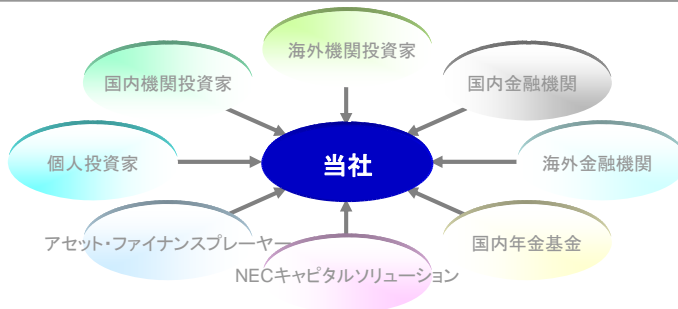 海外機関投資家
国内機関投資家
国内金融機関
個人投資家
当社
海外金融機関
アセット・ファイナンスプレーヤー
国内年金基金
NECキャピタルソリューション